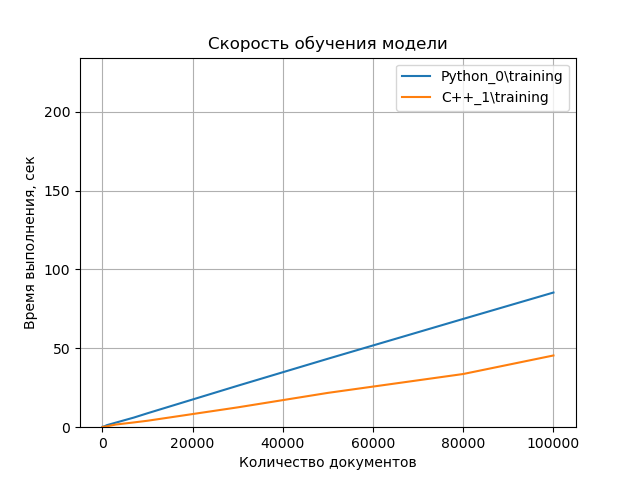 Скорость обучения модели
Python_0\training
C++_1\training
200
150
100
50
0
Время выполнения, сек
0 20000 40000 60000 80000 100000
Количество документов